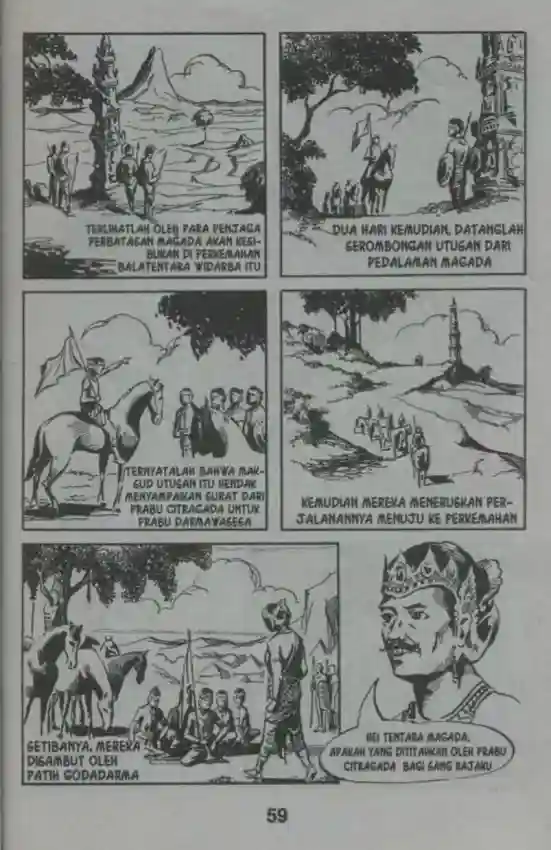 TERLIHATLAH OLEH PARA PENJAGA
PERBATASAN MAGADA AKAN KESI-
BUKAN DI PERKEMAHAN
BALATENTARA WIDARBA ITU
DUA HARI KEMUDIAN, DATANGLAH
SEROMBONGAN UTUSAN DARI
PEDALAMAN MAGADA
TERNYATALAH BAHWA MAK-
SUD UTUSAN ITU HENDAK
MENYAMPAIKAN SURAT DARI
PRABU CITRAGADA UNTUK
PRABU DARMAWASESA
KEMUDIAN MEREKA MENERUSKAN PER-
JALANANNYA MENUJU KE PERKEMAHAN
SETIBANYA, MEREKA
DISAMBUT OLEH
PATIH GODADARMA
HEI TENTARA MAGADA,
APAKAH YANG DITITAHKAN OLEH PRABU
CITRAGADA BAGI SANG RAJAKU
59